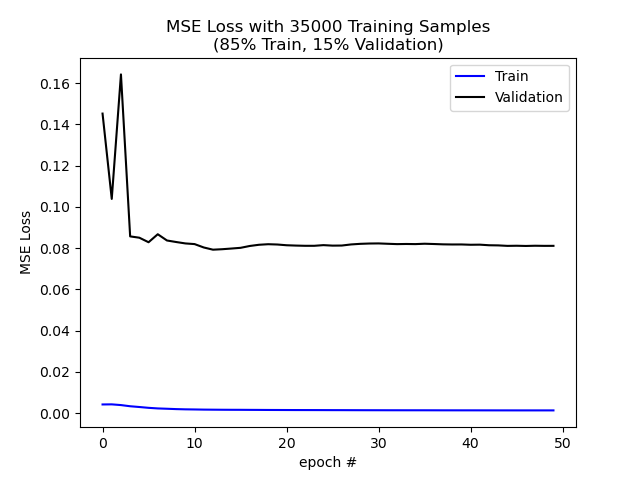 MSE Loss with 35000 Training Samples
(85% Train, 15% Validation)
Train
Validation
0.16
0.14
0.12
0.10
0.08
0.06
0.04
0.02
0.00
MSE Loss
0 10 20 30 40 50
epoch #